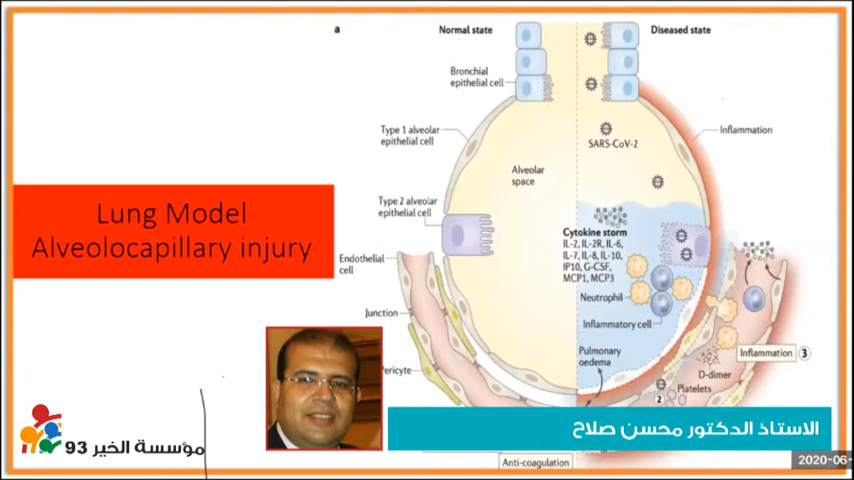 a
Normal state
Diseased state
Bronchial
epithelial cell
Type 1 alveolar
epithelial cell
Inflammation
SARS-CoV-2
Alveolar
space
Type 2 alveolar
epithelial cell
Lung Model
Alveolocapillary injury
Cytokine storm
IL-2, IL-2R, IL-6,
IL-7, IL-8, IL-10,
IP10, G-CSF,
MCP1, MCP3
Endothelial
cell
Neutrophil
Junction
Inflammatory cell
Pulmonary
oedema
Inflammation 3
D-dimer
Platelets
2
Pericyte
الاستاذ الدكتور محسن صلاح
مؤسسة الخير 93
Anti-coagulation
2020-06-